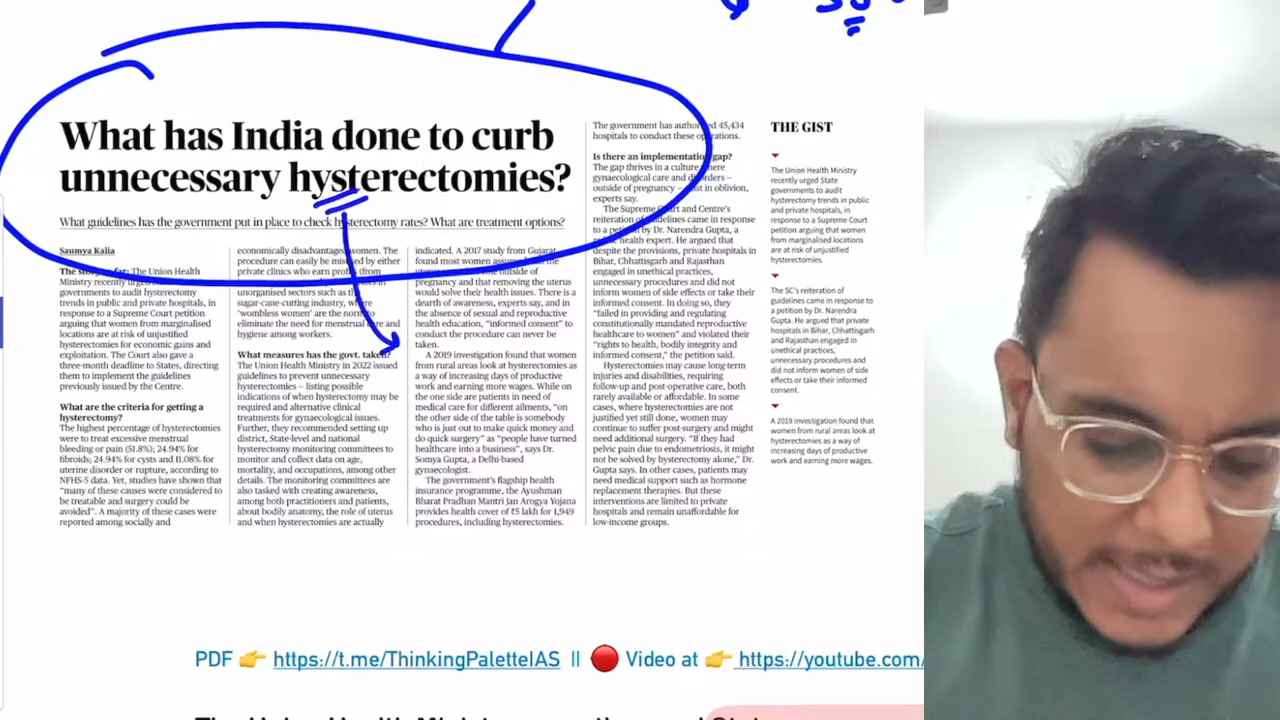 What has India done to curb
unnecessary hysterectomies?
What guidelines has the government put in place to check hysterectomy rates? What are treatment options?
Saumya Kalia
The story so far: The Union Health
Ministry recently urged
governments to audit hysterectomy
trends in public and private hospitals, in
response to a Supreme Court petition
arguing that women from marginalised
locations are at risk of unjustified
hysterectomies for economic gains and
exploitation. The Court also gave a
three-month deadline to States, directing
them to implement the guidelines
previously issued by the Centre.
What are the criteria for getting a
hysterectomy?
The highest percentage of hysterectomies
were to treat excessive menstrual
bleeding or pain (51.8%); 24.94% for
fibroids; 24.94% for cysts and 11.08% for
uterine disorder or rupture, according to
NFHS-5 data. Yet, studies have shown that
“many of these causes were considered to
be treatable and surgery could be
avoided”. A majority of these cases were
reported among socially and
economically disadvantaged women. The
procedure can easily be misused by either
private clinics who earn profits (from
in
unorganised sectors such as the
sugar-cane-cutting industry, where
‘wombless women’ are the norm to
eliminate the need for menstrual care and
hygiene among workers.
What measures has the govt. taken?
The Union Health Ministry in 2022 issued
guidelines to prevent unnecessary
hysterectomies – listing possible
indications of when hysterectomy may be
required and alternative clinical
treatments for gynaecological issues.
Further, they recommended setting up
district, State-level and national
hysterectomy monitoring committees to
monitor and collect data on age,
mortality, and occupations, among other
details. The monitoring committees are
also tasked with creating awareness,
among both practitioners and patients,
about bodily anatomy, the role of uterus
and when hysterectomies are actually
indicated. A 2017 study from Gujarat
found most women assumed the
outside of
pregnancy and that removing the uterus
would solve their health issues. There is a
dearth of awareness, experts say, and in
the absence of sexual and reproductive
health education, “informed consent” to
conduct the procedure can never be
taken.
A 2019 investigation found that women
from rural areas look at hysterectomies as
a way of increasing days of productive
work and earning more wages. While on
the one side are patients in need of
medical care for different ailments, “on
the other side of the table is somebody
who is just out to make quick money and
do quick surgery” as “people have turned
healthcare into a business”, says Dr.
Somya Gupta, a Delhi-based
gynaecologist.
The government’s flagship health
insurance programme, the Ayushman
Bharat Pradhan Mantri Jan Arogya Yojana
provides health cover of ₹5 lakh for 1,949
procedures, including hysterectomies.
The government has authorised 45,434
hospitals to conduct these operations.
Is there an implementation gap?
The gap thrives in a culture where
gynaecological care and disorders –
outside of pregnancy – exist in oblivion,
experts say.
The Supreme Court and Centre’s
reiteration of guidelines came in response
to a petition by Dr. Narendra Gupta, a
public health expert. He argued that
despite the provisions, private hospitals in
Bihar, Chhattisgarh and Rajasthan
engaged in unethical practices,
unnecessary procedures and did not
inform women of side effects or take their
informed consent. In doing so, they
“failed in providing and regulating
constitutionally mandated reproductive
healthcare to women” and violated their
“rights to health, bodily integrity and
informed consent,” the petition said.
Hysterectomies may cause long-term
injuries and disabilities, requiring
follow-up and post-operative care, both
rarely available or affordable. In some
cases, where hysterectomies are not
justified yet still done, women may
continue to suffer post-surgery and might
need additional surgery. “If they had
pelvic pain due to endometriosis, it might
not be solved by hysterectomy alone,” Dr.
Gupta says. In other cases, patients may
need medical support such as hormone
replacement therapies. But these
interventions are limited to private
hospitals and remain unaffordable for
low-income groups.
THE GIST
The Union Health Ministry
recently urged State
governments to audit
hysterectomy trends in public
and private hospitals, in
response to a Supreme Court
petition arguing that women
from marginalised locations
are at risk of unjustified
hysterectomies.
The SC’s reiteration of
guidelines came in response to
a petition by Dr. Narendra
Gupta. He argued that private
hospitals in Bihar, Chhattisgarh
and Rajasthan engaged in
unethical practices,
unnecessary procedures and
did not inform women of side
effects or take their informed
consent.
A 2019 investigation found that
women from rural areas look at
hysterectomies as a way of
increasing days of productive
work and earning more wages.
PDF 👉 https://t.me/ThinkingPaletteIAS || 🔴 Video at 👉 https://youtube.com/